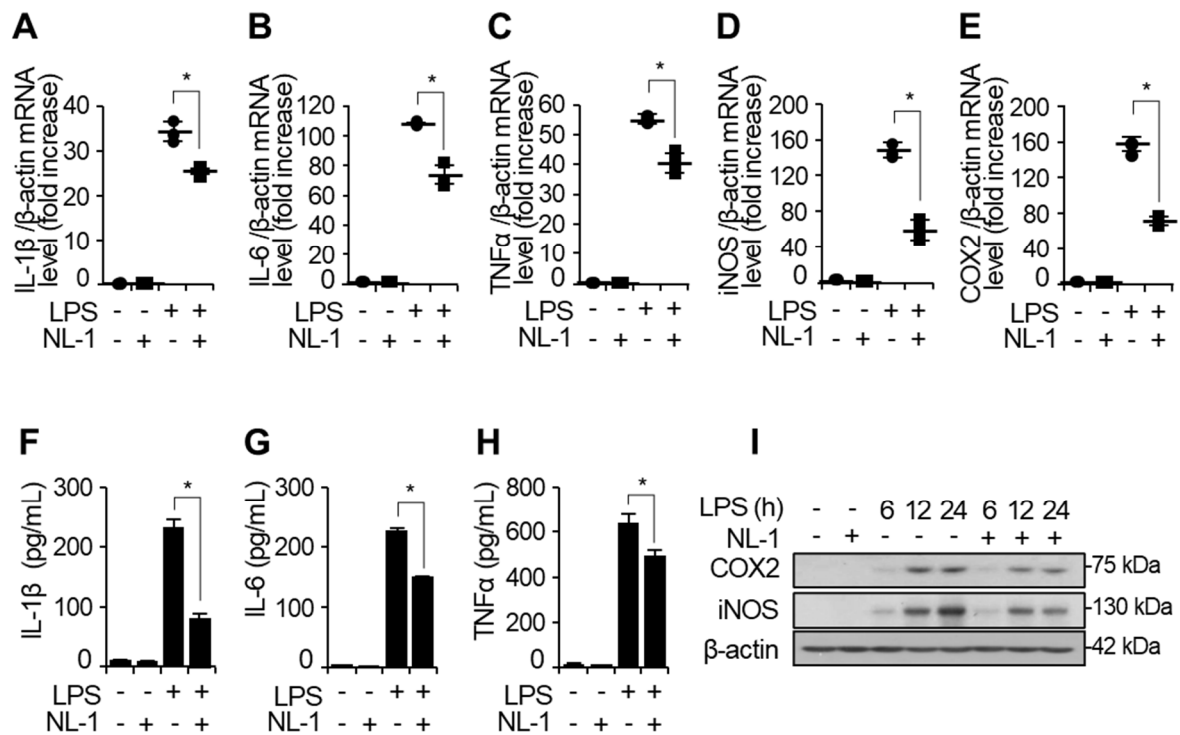 A
IL-1β /β-actin mRNA
level (fold increase)
40
30
20
10
0
*
LPS - - + +
NL-1 - + - +
B
IL-6 /β-actin mRNA
level (fold increase)
120
100
80
60
40
20
0
*
LPS - - + +
NL-1 - + - +
C
TNFα /β-actin mRNA
level (fold increase)
60
50
40
30
20
10
0
*
LPS - - + +
NL-1 - + - +
D
iNOS /β-actin mRNA
level (fold increase)
200
160
120
80
40
0
*
LPS - - + +
NL-1 - + - +
E
COX2 /β-actin mRNA
level (fold increase)
200
160
120
80
40
0
*
LPS - - + +
NL-1 - + - +
F
IL-1β (pg/mL)
300
200
100
0
*
LPS - - + +
NL-1 - + - +
G
IL-6 (pg/mL)
300
200
100
0
*
LPS - - + +
NL-1 - + - +
H
TNFα (pg/mL)
800
600
400
200
0
*
LPS - - + +
NL-1 - + - +
I
LPS (h) - - 6 12 24 6 12 24
NL-1 - + - - - + + +
COX2 -75 kDa
iNOS -130 kDa
β-actin -42 kDa